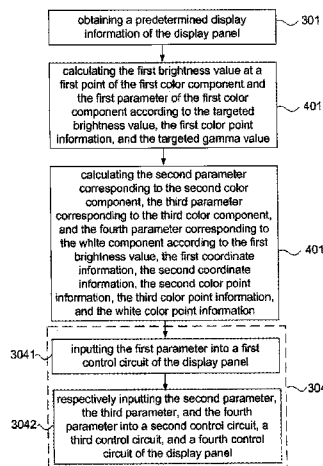 obtaining a predetermined display
information of the display panel
301
calculating the first brightness value at a
first point of the first color component and
the first parameter of the first color
component according to the targeted
brightness value, the first color point
information, and the targeted gamma value
401
calculating the second parameter
corresponding to the second color
component, the third parameter
corresponding to the third color component,
and the fourth parameter corresponding to
the white component according to the first
brightness value, the first coordinate
information, the second coordinate
information, the second color point
information, the third color point information,
and the white color point information
401
3041
inputting the first parameter into a first
control circuit of the display panel
304
3042
respectively inputting the second parameter,
the third parameter, and the fourth
parameter into a second control circuit, a
third control circuit, and a fourth control
circuit of the display panel